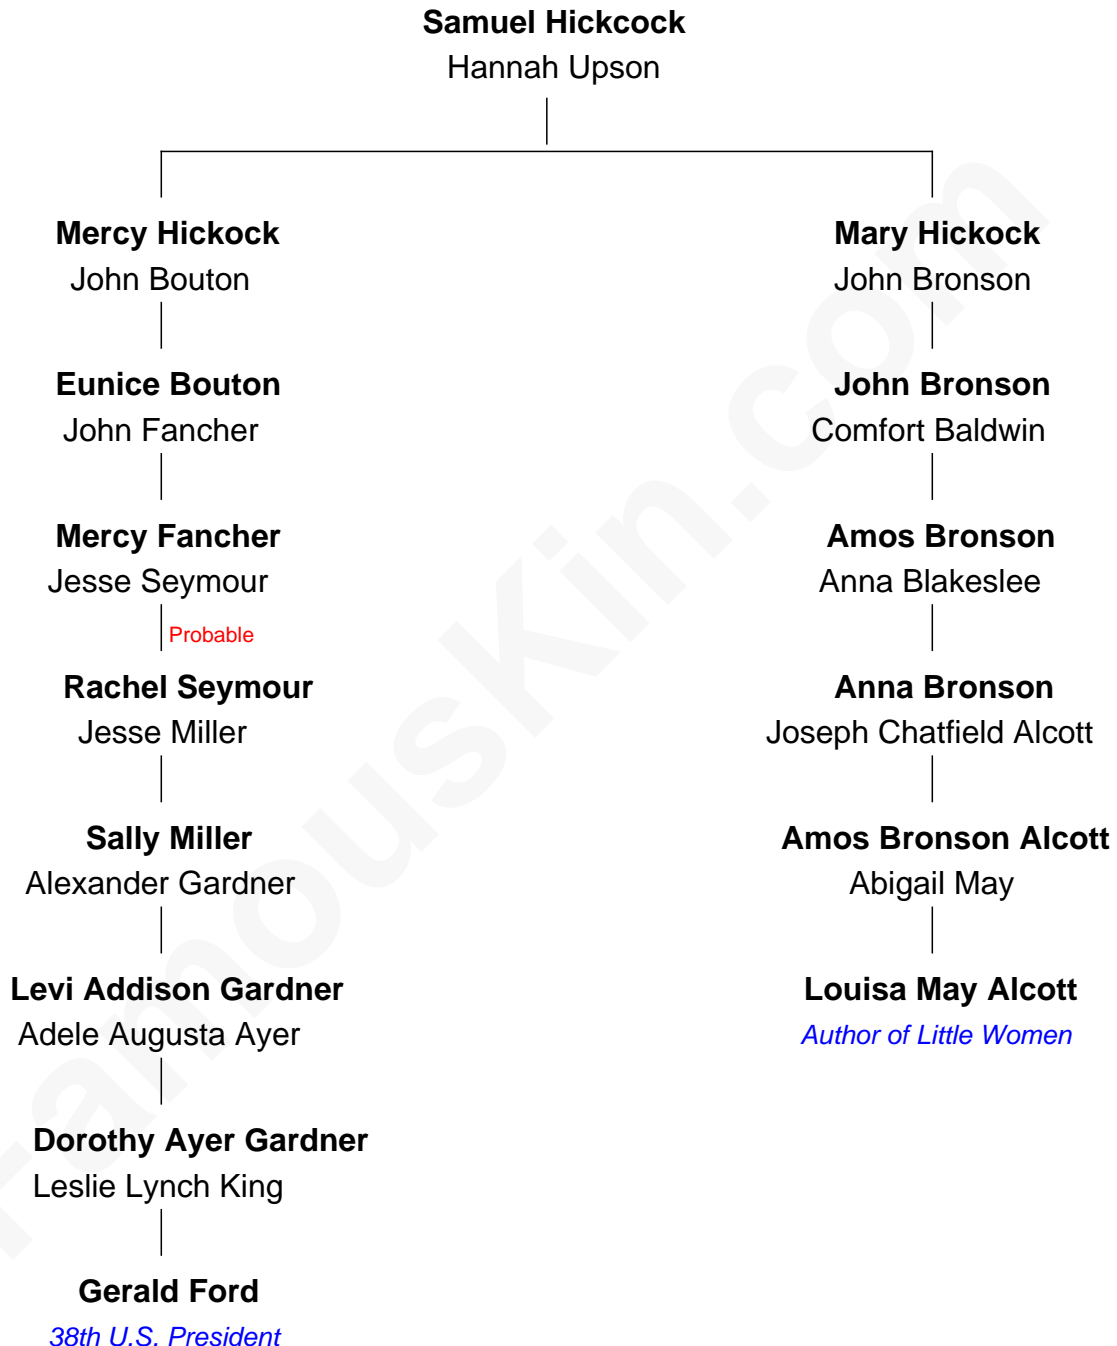 Samuel Hickcock
Hannah Upson
Mercy Hickock
John Bouton
Mary Hickock
John Bronson
Eunice Bouton
John Fancher
John Bronson
Comfort Baldwin
Mercy Fancher
Jesse Seymour
Amos Bronson
Anna Blakeslee
Probable
Rachel Seymour
Jesse Miller
Anna Bronson
Joseph Chatfield Alcott
Sally Miller
Alexander Gardner
Amos Bronson Alcott
Abigail May
Levi Addison Gardner
Adele Augusta Ayer
Louisa May Alcott
Author of Little Women
Dorothy Ayer Gardner
Leslie Lynch King
Gerald Ford
38th U.S. President
FamousKin.com